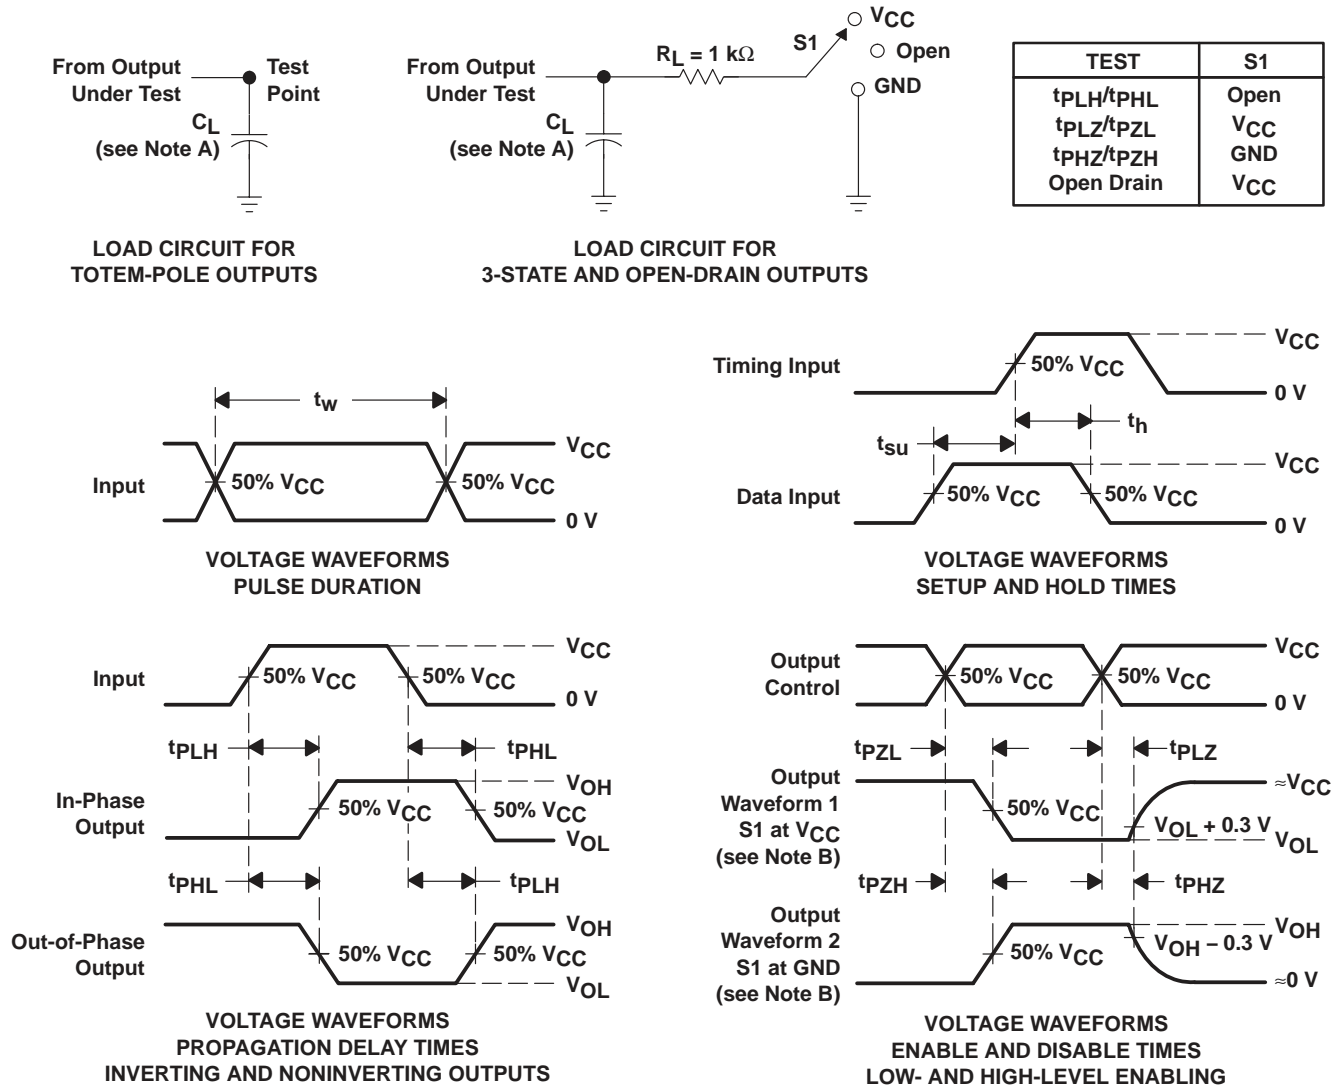 From Output
Under Test
Test
Point
CL
(see Note A)
LOAD CIRCUIT FOR
TOTEM-POLE OUTPUTS
From Output
Under Test
CL
(see Note A)
RL = 1 kΩ
S1
VCC
Open
GND
LOAD CIRCUIT FOR
3-STATE AND OPEN-DRAIN OUTPUTS
TEST S1
tPLH/tPHL Open
tPLZ/tPZL VCC
tPHZ/tPZH GND
Open Drain VCC
tw
Input
50% VCC
50% VCC
VCC
0 V
VOLTAGE WAVEFORMS
PULSE DURATION
Timing Input
50% VCC
VCC
0 V
th
tsu
Data Input
50% VCC
50% VCC
VCC
0 V
VOLTAGE WAVEFORMS
SETUP AND HOLD TIMES
Input
50% VCC
50% VCC
VCC
0 V
tPLH
tPHL
In-Phase
Output
50% VCC
50% VCC
VOH
VOL
tPHL
tPLH
Out-of-Phase
Output
50% VCC
50% VCC
VOH
VOL
VOLTAGE WAVEFORMS
PROPAGATION DELAY TIMES
INVERTING AND NONINVERTING OUTPUTS
Output
Control
50% VCC
50% VCC
VCC
0 V
tPZL
tPLZ
Output
Waveform 1
S1 at VCC
(see Note B)
50% VCC
≈VCC
VOL + 0.3 V
VOL
tPZH
tPHZ
Output
Waveform 2
S1 at GND
(see Note B)
50% VCC
VOH
VOH – 0.3 V
≈0 V
VOLTAGE WAVEFORMS
ENABLE AND DISABLE TIMES
LOW- AND HIGH-LEVEL ENABLING